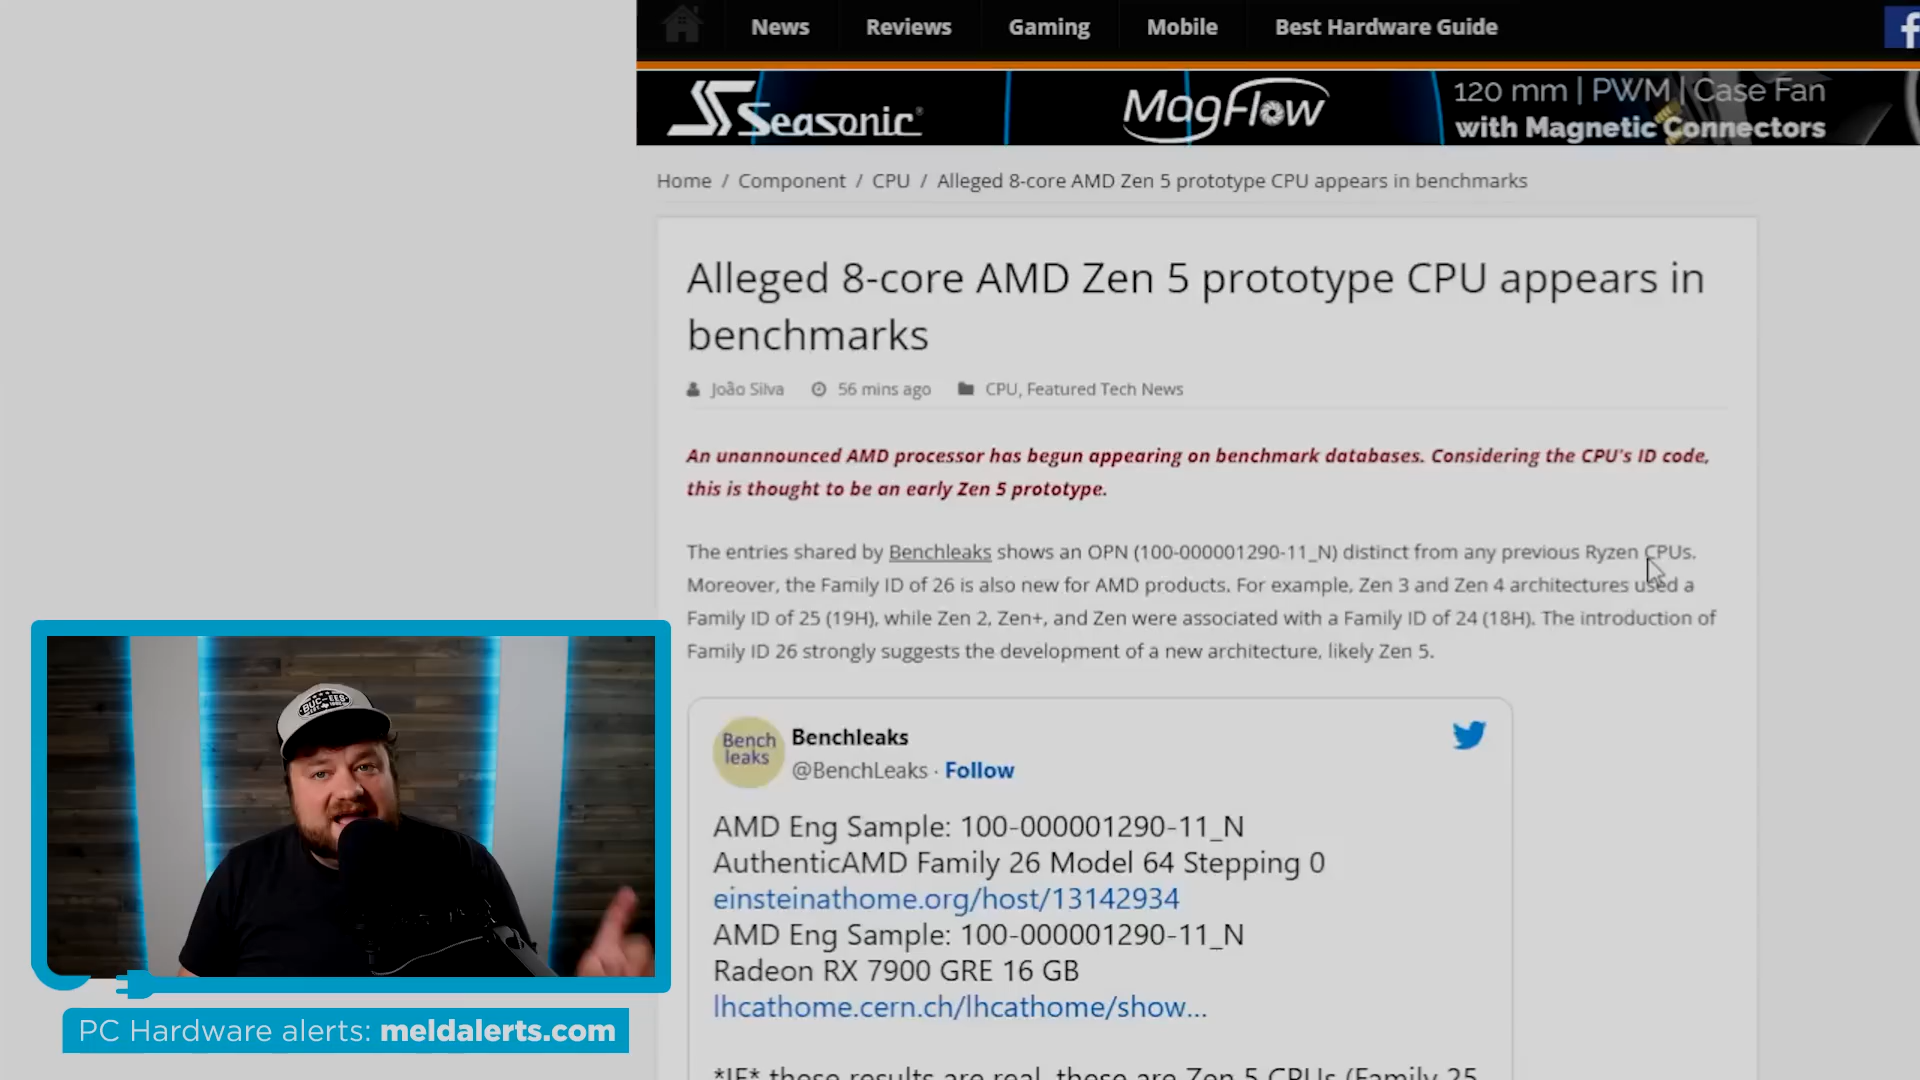 News Reviews Gaming Mobile Best Hardware Guide
Seasonic MagFlow 120 mm | PWM | Case Fan
with Magnetic Connectors
Home / Component / CPU / Alleged 8-core AMD Zen 5 prototype CPU appears in benchmarks
Alleged 8-core AMD Zen 5 prototype CPU appears in
benchmarks
João Silva 56 mins ago CPU, Featured Tech News
An unannounced AMD processor has begun appearing on benchmark databases. Considering the CPU's ID code,
this is thought to be an early Zen 5 prototype.
The entries shared by Benchleaks shows an OPN (100-000001290-11_N) distinct from any previous Ryzen CPUs.
Moreover, the Family ID of 26 is also new for AMD products. For example, Zen 3 and Zen 4 architectures used a
Family ID of 25 (19H), while Zen 2, Zen+, and Zen were associated with a Family ID of 24 (18H). The introduction of
Family ID 26 strongly suggests the development of a new architecture, likely Zen 5.
Bench
leaks
Benchleaks
@BenchLeaks · Follow
AMD Eng Sample: 100-000001290-11_N
AuthenticAMD Family 26 Model 64 Stepping 0
einsteinathome.org/host/13142934
AMD Eng Sample: 100-000001290-11_N
Radeon RX 7900 GRE 16 GB
lhcathome.cern.ch/lhcathome/show...
*IF* these results are real, these are Zen 5 CPUs (Family 25
BUC-EE'S
PC Hardware alerts: meldalerts.com